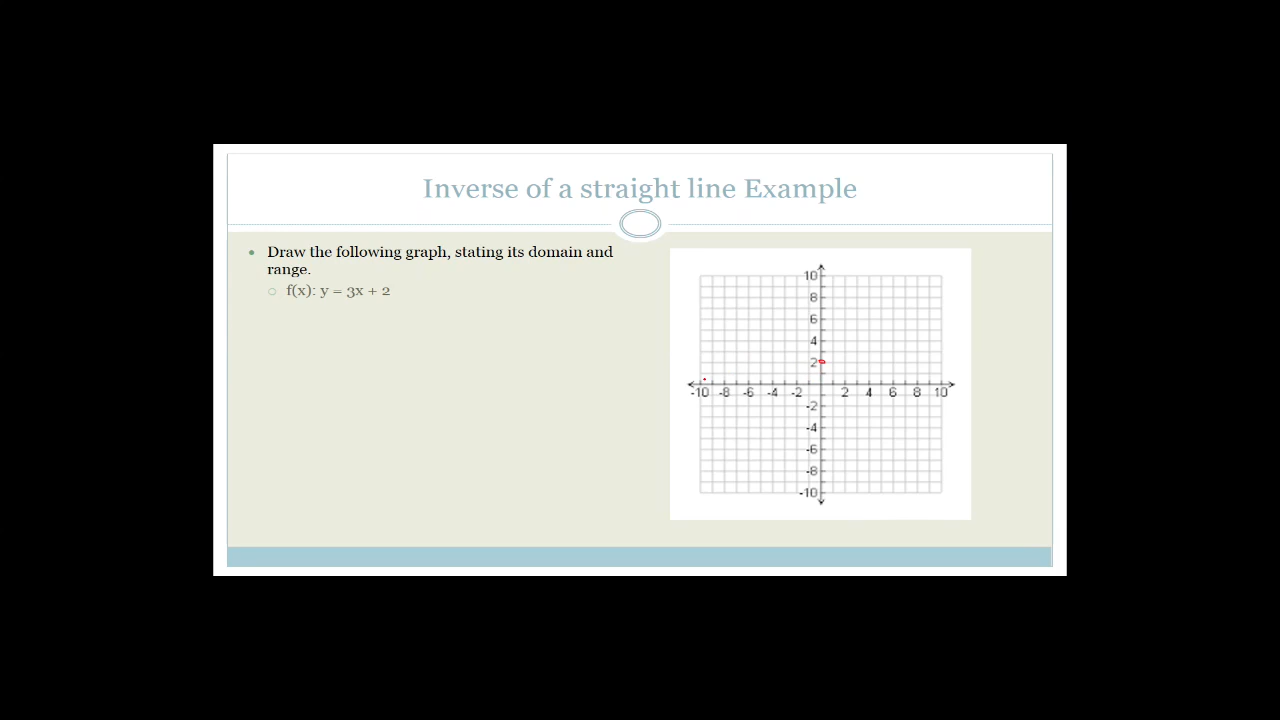 Inverse of a straight line Example
Draw the following graph, stating its domain and
range.
f(x): y = 3x + 2
10
8
6
4
2
-10 -8 -6 -4 -2 2 4 6 8 10
-2
-4
-6
-8
-10